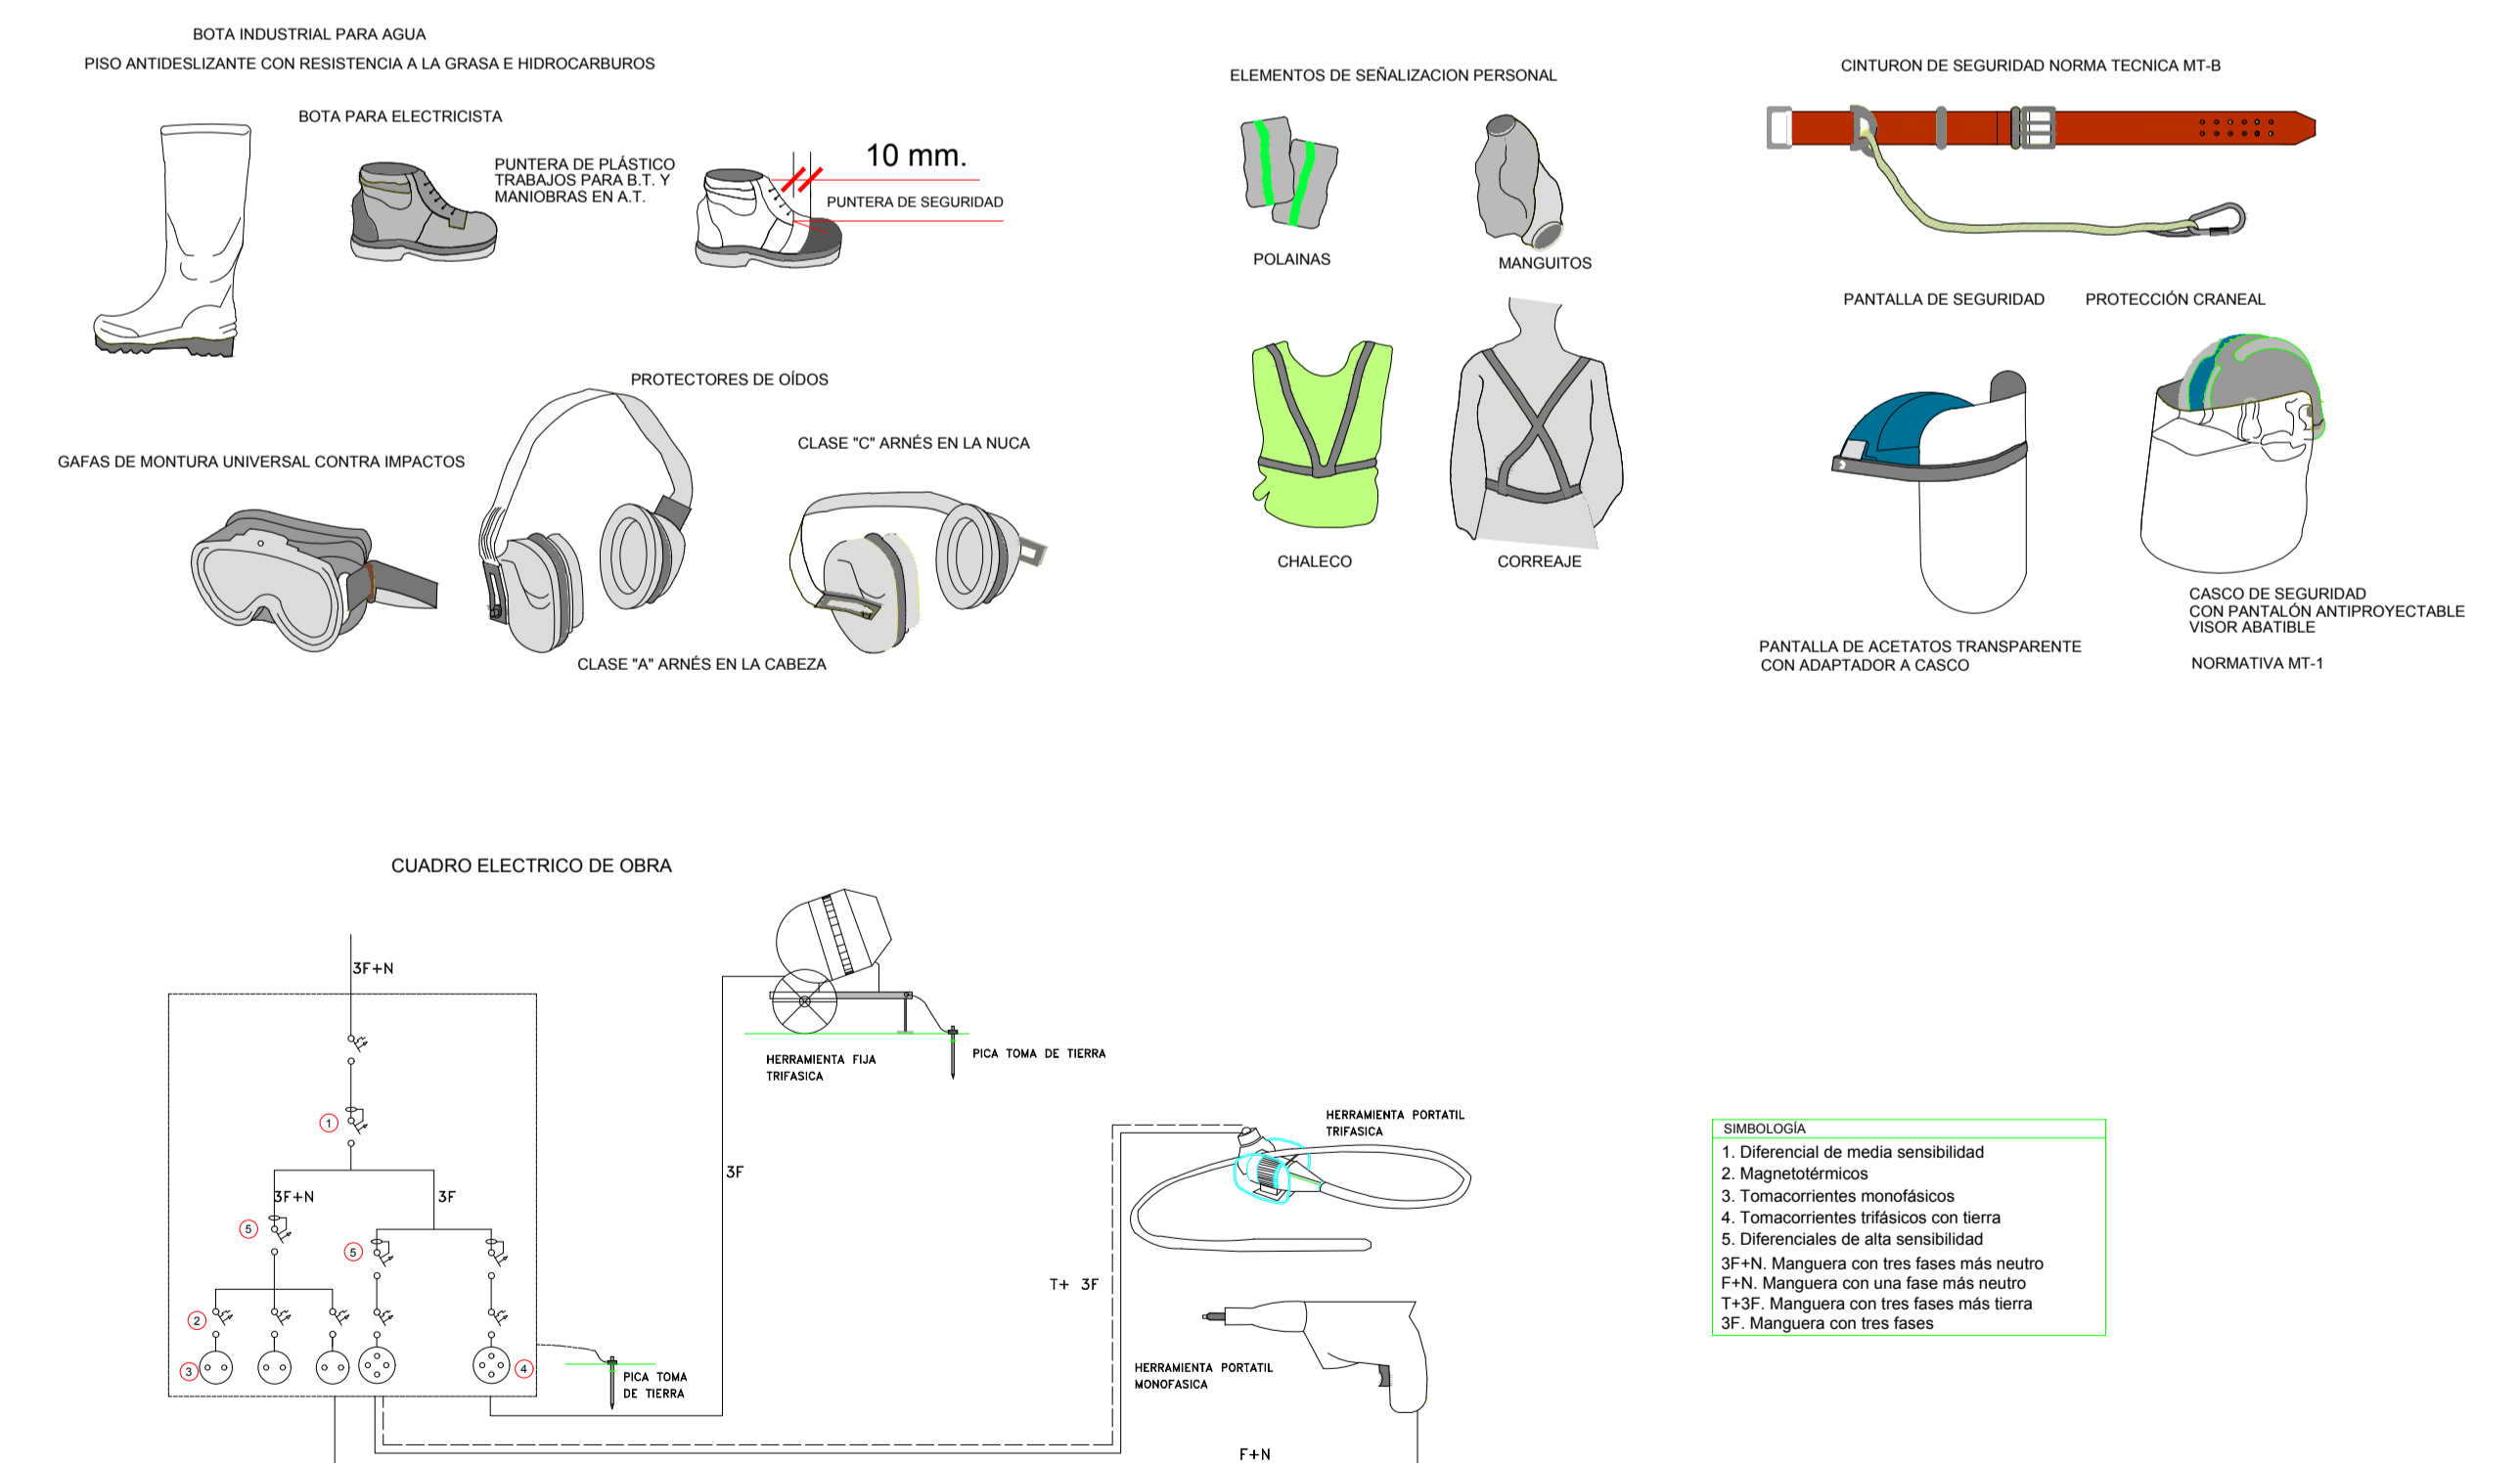 BOTA INDUSTRIAL PARA AGUA
PISO ANTIDESLIZANTE CON RESISTENCIA A LA GRASA E HIDROCARBUROS
BOTA PARA ELECTRICISTA
PUNTERA DE PLÁSTICO
TRABAJOS PARA B.T. Y
MANIOBRAS EN A.T.
10 mm.
PUNTERA DE SEGURIDAD
PROTECTORES DE OÍDOS
CLASE "C" ARNÉS EN LA NUCA
GAFAS DE MONTURA UNIVERSAL CONTRA IMPACTOS
CLASE "A" ARNÉS EN LA CABEZA
ELEMENTOS DE SEÑALIZACION PERSONAL
POLAINAS
MANGUITOS
CHALECO
CORREAJE
CINTURON DE SEGURIDAD NORMA TECNICA MT-B
PANTALLA DE SEGURIDAD
PROTECCIÓN CRANEAL
CASCO DE SEGURIDAD
CON PANTALÓN ANTIPROYECTABLE
VISOR ABATIBLE
NORMATIVA MT-1
PANTALLA DE ACETATOS TRANSPARENTE
CON ADAPTADOR A CASCO
CUADRO ELECTRICO DE OBRA
3F+N
1
3F+N
3F
5
5
2
3
4
PICA TOMA
DE TIERRA
3F
HERRAMIENTA FIJA
TRIFASICA
PICA TOMA DE TIERRA
HERRAMIENTA PORTATIL
TRIFASICA
T+ 3F
HERRAMIENTA PORTATIL
MONOFASICA
F+N
SIMBOLOGÍA
1. Diferencial de media sensibilidad
2. Magnetotérmicos
3. Tomacorrientes monofásicos
4. Tomacorrientes trifásicos con tierra
5. Diferenciales de alta sensibilidad
3F+N. Manguera con tres fases más neutro
F+N. Manguera con una fase más neutro
T+3F. Manguera con tres fases más tierra
3F. Manguera con tres fases